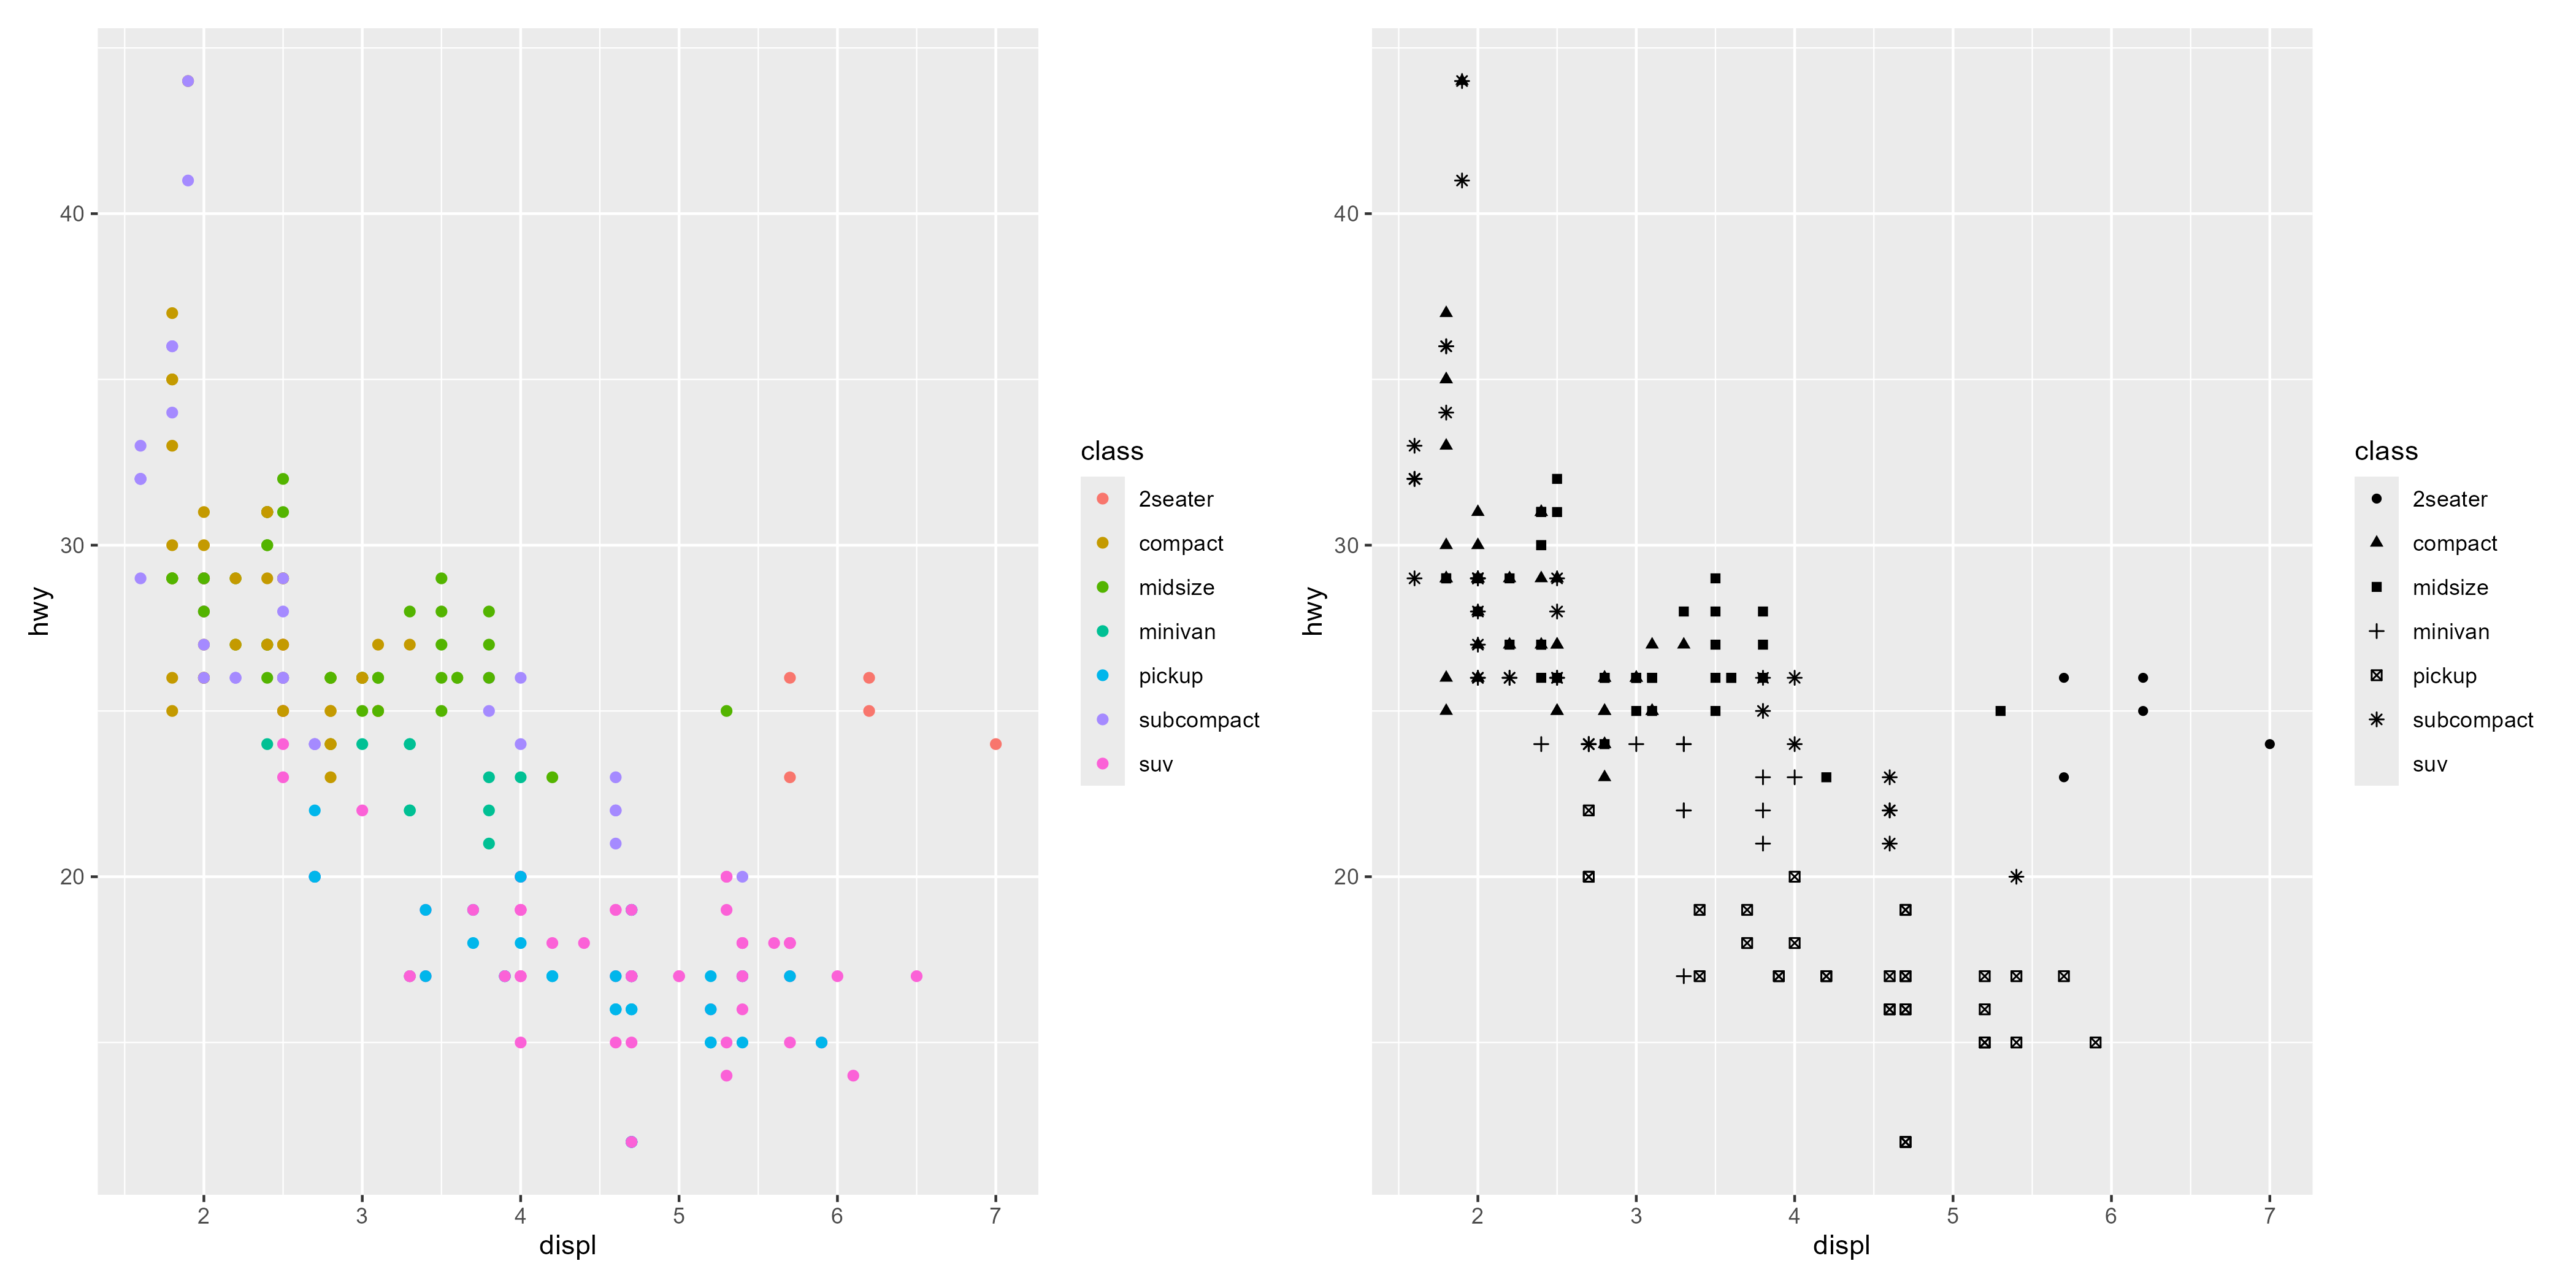 40
30
20
hwy
2 3 4 5 6 7
displ
class
2seater
compact
midsize
minivan
pickup
subcompact
suv
40
30
20
hwy
2 3 4 5 6 7
displ
class
2seater
compact
midsize
minivan
pickup
subcompact
suv